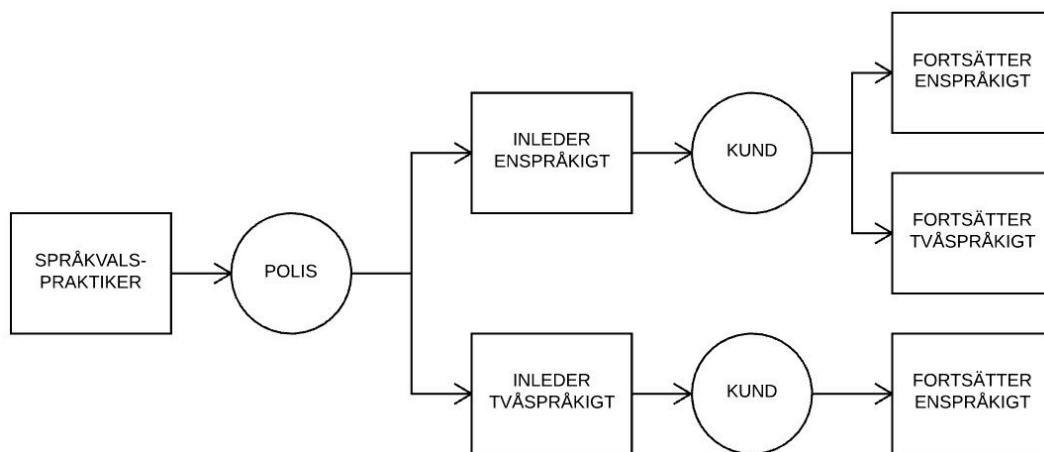 SPRÅKVALS-
PRAKTIKER
POLIS
INLEDER
ENSPRÅKIGT
KUND
FORTSÄTTER
ENSPRÅKIGT
FORTSÄTTER
TVÅSPRÅKIGT
INLEDER
TVÅSPRÅKIGT
KUND
FORTSÄTTER
ENSPRÅKIGT